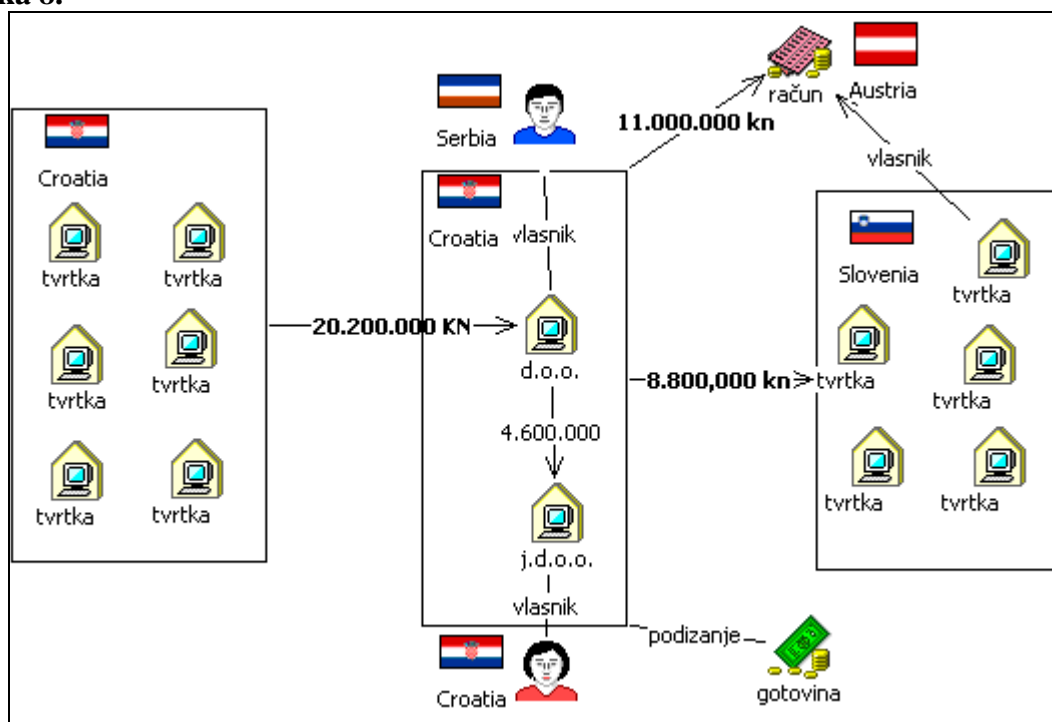 ka 8.
račun
Austria
Serbia
11.000.000 kn
vlasnik
Croatia
tvrtka
tvrtka
tvrtka
tvrtka
tvrtka
tvrtka
20.200.000 KN
Croatia
vlasnik
d.o.o.
4.600.000
j.d.o.o.
vlasnik
Croatia
8.800,000 kn
Slovenia
tvrtka
tvrtka
tvrtka
tvrtka
tvrtka
podizanje
gotovina